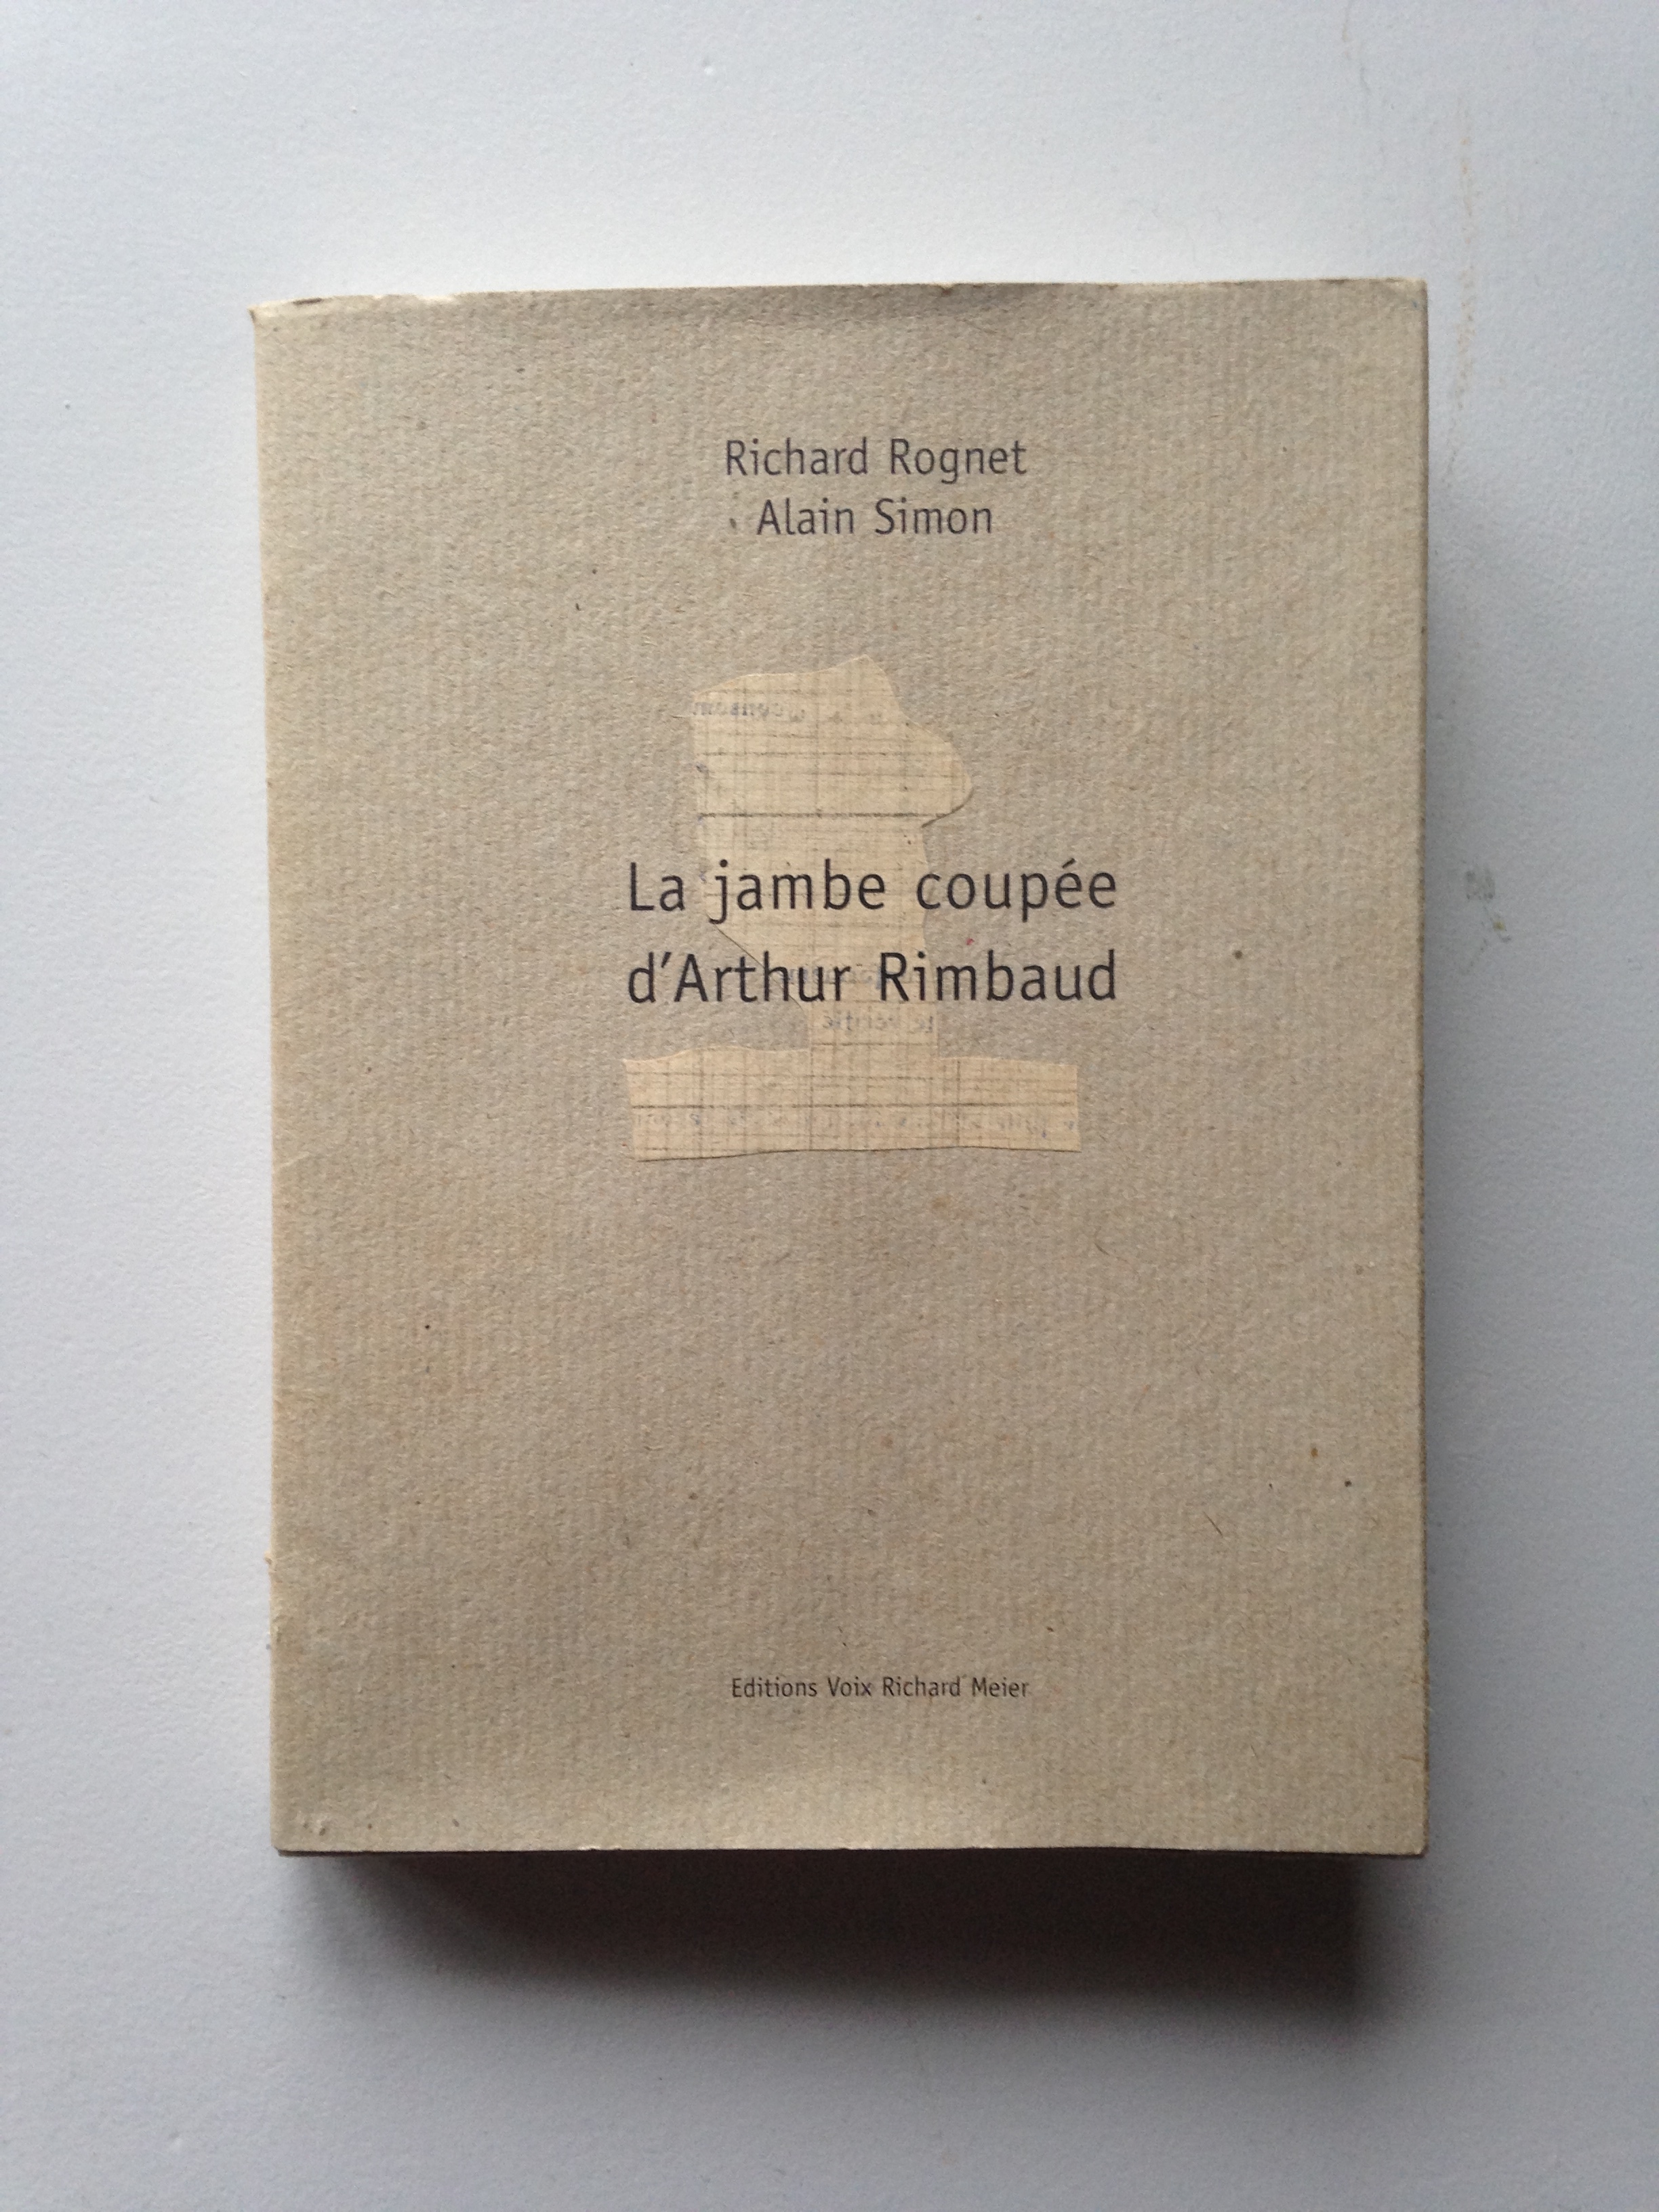 Richard Rognet
Alain Simon
La jambe coupée
d'Arthur Rimbaud
Editions Voix Richard Meier